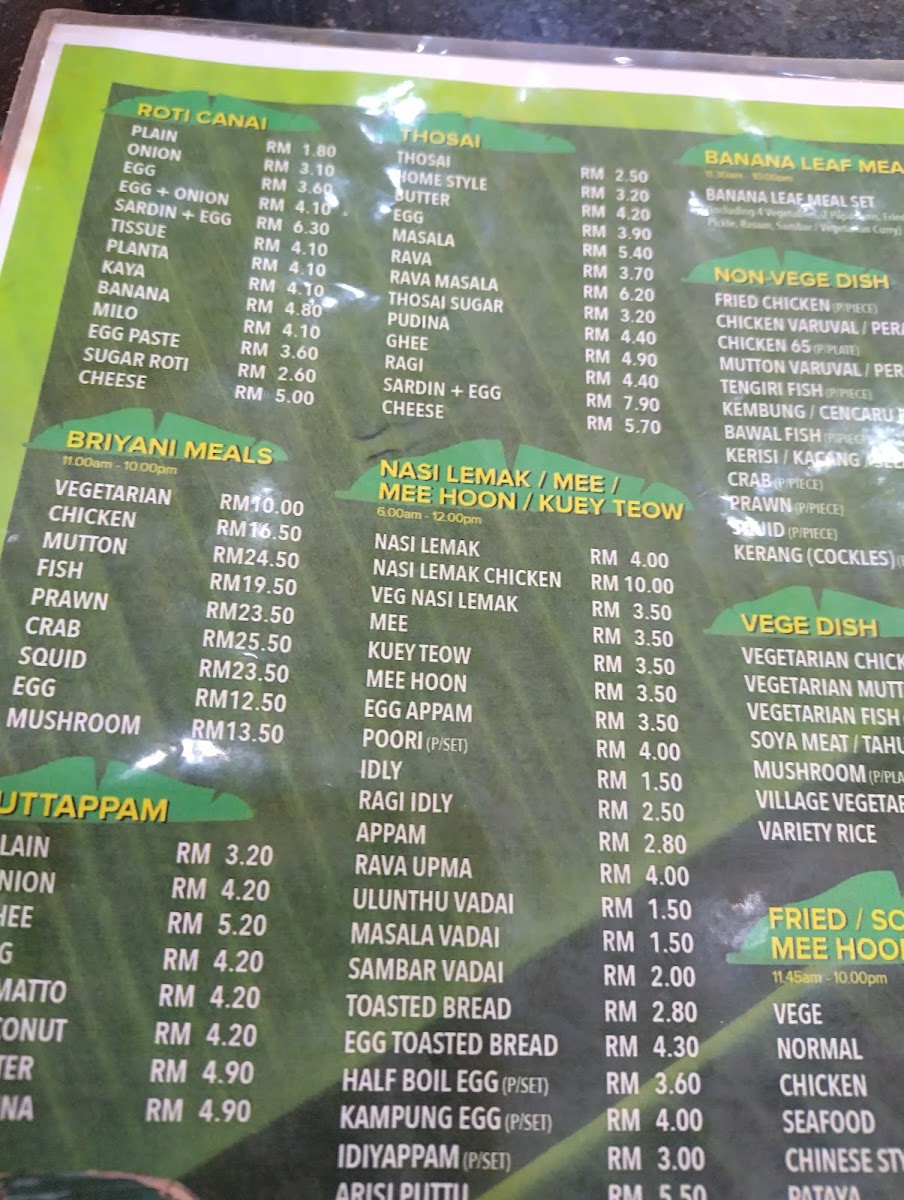 ROTI CANAI
PLAIN RM 1.80
ONION RM 3.10
EGG RM 3.60
EGG + ONION RM 4.10
SARDIN + EGG RM 6.30
TISSUE RM 4.10
PLANTA RM 4.10
KAYA RM 4.10
BANANA RM 4.80
MILO RM 4.10
EGG PASTE RM 3.60
SUGAR ROTI RM 2.60
CHEESE RM 5.00
BRIYANI MEALS
11.00am - 10.00pm
VEGETARIAN RM10.00
CHICKEN RM16.50
MUTTON RM24.50
FISH RM19.50
PRAWN RM23.50
CRAB RM25.50
SQUID RM23.50
EGG RM12.50
MUSHROOM RM13.50
UTTAPPAM
LAIN RM 3.20
NION RM 4.20
HEE RM 5.20
G RM 4.20
MATTO RM 4.20
CONUT RM 4.20
TER RM 4.90
NA RM 4.90
THOSAI
THOSAI RM 2.50
HOME STYLE RM 3.20
BUTTER RM 4.20
EGG RM 3.90
MASALA RM 5.40
RAVA RM 3.70
RAVA MASALA RM 6.20
THOSAI SUGAR RM 3.20
PUDINA RM 4.40
GHEE RM 4.90
RAGI RM 4.40
SARDIN + EGG RM 7.90
CHEESE RM 5.70
NASI LEMAK / MEE /
MEE HOON / KUEY TEOW
6.00am - 12.00pm
NASI LEMAK RM 4.00
NASI LEMAK CHICKEN RM 10.00
VEG NASI LEMAK RM 3.50
MEE RM 3.50
KUEY TEOW RM 3.50
MEE HOON RM 3.50
EGG APPAM RM 3.50
POORI (P/SET) RM 4.00
IDLY RM 1.50
RAGI IDLY RM 2.50
APPAM RM 2.80
RAVA UPMA RM 4.00
ULUNTHU VADAI RM 1.50
MASALA VADAI RM 1.50
SAMBAR VADAI RM 2.00
TOASTED BREAD RM 2.80
EGG TOASTED BREAD RM 4.30
HALF BOIL EGG (P/SET) RM 3.60
KAMPUNG EGG (P/SET) RM 4.00
IDIYAPPAM (P/SET) RM 3.00
ARISI PUTTU RM 5.50
BANANA LEAF MEA
11.30am - 10.00pm
BANANA LEAF MEAL SET
Pickle, Rasam, Sambar / Vegetarian Curry)
NON-VEGE DISH
FRIED CHICKEN (P/PIECE)
CHICKEN VARUVAL / PERA
CHICKEN 65 (P/PLATE)
MUTTON VARUVAL / PER
TENGIRI FISH (P/PIECE)
KEMBUNG / CENCARU
BAWAL FISH (P/PIECE)
KERISI / KACANG /
CRAB (P/PIECE)
PRAWN (P/PIECE)
SQUID (P/PIECE)
KERANG (COCKLES)
VEGE DISH
VEGETARIAN CHICK
VEGETARIAN MUTT
VEGETARIAN FISH
SOYA MEAT / TAHU
MUSHROOM (P/PLA
VILLAGE VEGETAB
VARIETY RICE
FRIED / SO
MEE HOO
11.45am - 10.00pm
VEGE
NORMAL
CHICKEN
SEAFOOD
CHINESE STY
PATAYA